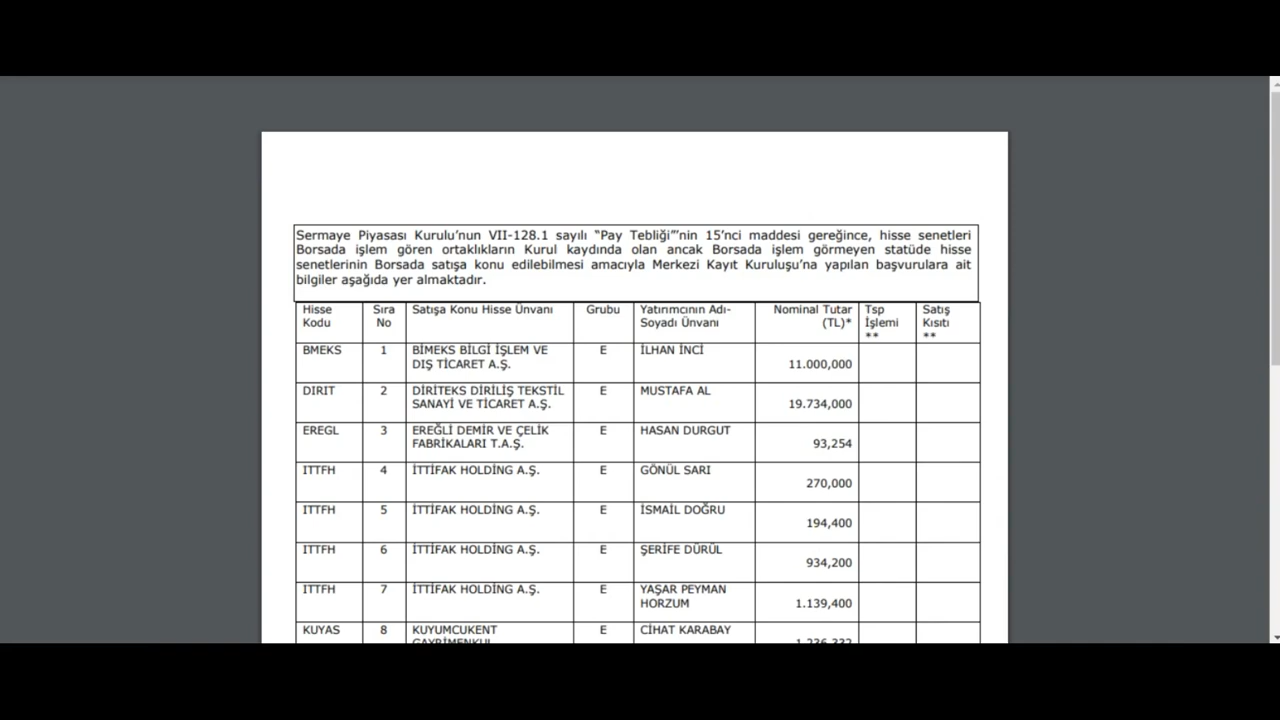 Sermaye Piyasası Kurulu'nun VII-128.1 sayılı “Pay Tebliği”'nin 15'nci maddesi gereğince, hisse senetleri
Borsada işlem gören ortaklıkların Kurul kaydında olan ancak Borsada işlem görmeyen statüde hisse
senetlerinin Borsada satışa konu edilebilmesi amacıyla Merkezi Kayıt Kuruluşu'na yapılan başvurulara ait
bilgiler aşağıda yer almaktadır.
Hisse Sıra Satışa Konu Hisse Ünvanı Grubu Yatırımcının Adı- Nominal Tutar Tsp Satış
Kodu No Soyadı Ünvanı (TL)* İşlemi Kısıtı
** **
BMEKS 1 BİMEKS BİLGİ İŞLEM VE E İLHAN İNCİ
DIŞ TİCARET A.Ş. 11.000,000
DIRIT 2 DİRİTEKS DİRİLİŞ TEKSTİL E MUSTAFA AL
SANAYİ VE TİCARET A.Ş. 19.734,000
EREGL 3 EREĞLİ DEMİR VE ÇELİK E HASAN DURGUT
FABRİKALARI T.A.Ş. 93,254
ITTFH 4 İTTİFAK HOLDİNG A.Ş. E GÖNÜL SARI
270,000
ITTFH 5 İTTİFAK HOLDİNG A.Ş. E İSMAİL DOĞRU
194,400
ITTFH 6 İTTİFAK HOLDİNG A.Ş. E ŞERİFE DÜRÜL
934,200
ITTFH 7 İTTİFAK HOLDİNG A.Ş. E YAŞAR PEYMAN
HORZUM 1.139,400
KUYAS 8 KUYUMCUKENT E CİHAT KARABAY
GAYRİMENKUL 1.236,332